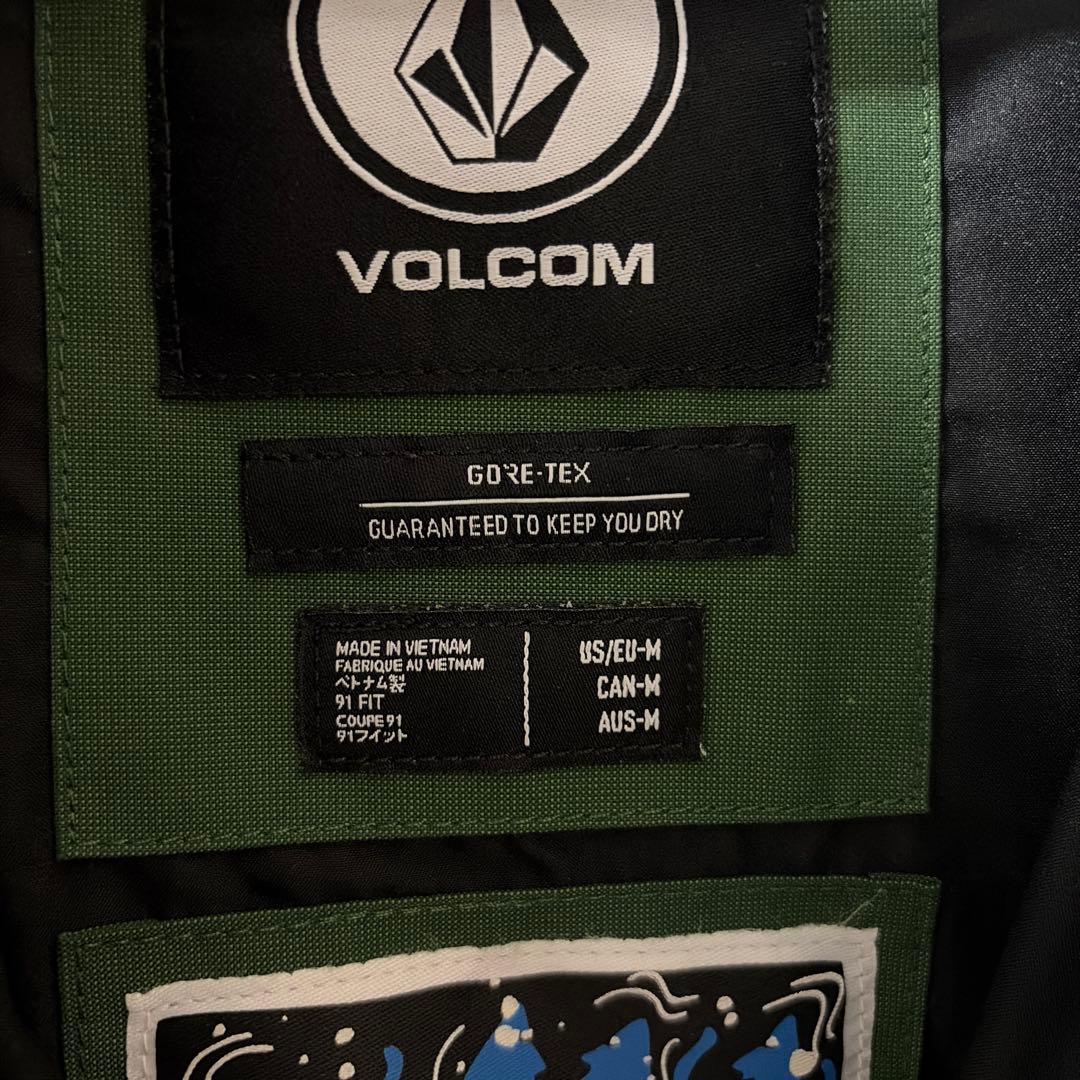 VOLCOM
GORE-TEX
GUARANTEED TO KEEP YOU DRY
MADE IN VIETNAM
FABRIQUE AU VIETNAM
ベトナム製
91 FIT
COUPE 91
91フイット
US/EU-M
CAN-M
AUS-M